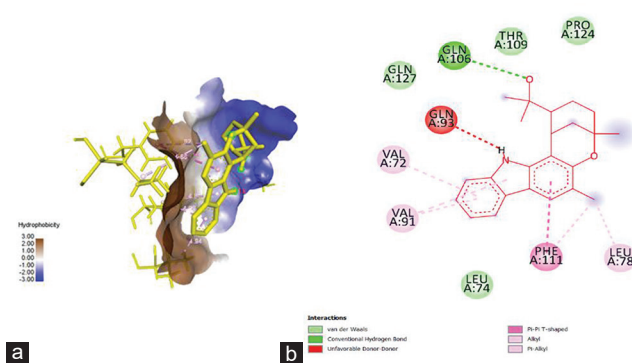 Hydrophobicity
3.00
2.00
1.00
0.00
-1.00
-2.00
-3.00
a
GLN
A:106
THR
A:109
PRO
A:124
GLN
A:127
GLN
A:93
VAL
A:72
VAL
A:91
PHE
A:111
LEU
A:78
LEU
A:74
O
H
N
O
Interactions
van der Waals
Conventional Hydrogen Bond
Unfavorable Donor-Donor
Pi-Pi T-shaped
Alkyl
Pi-Alkyl
b